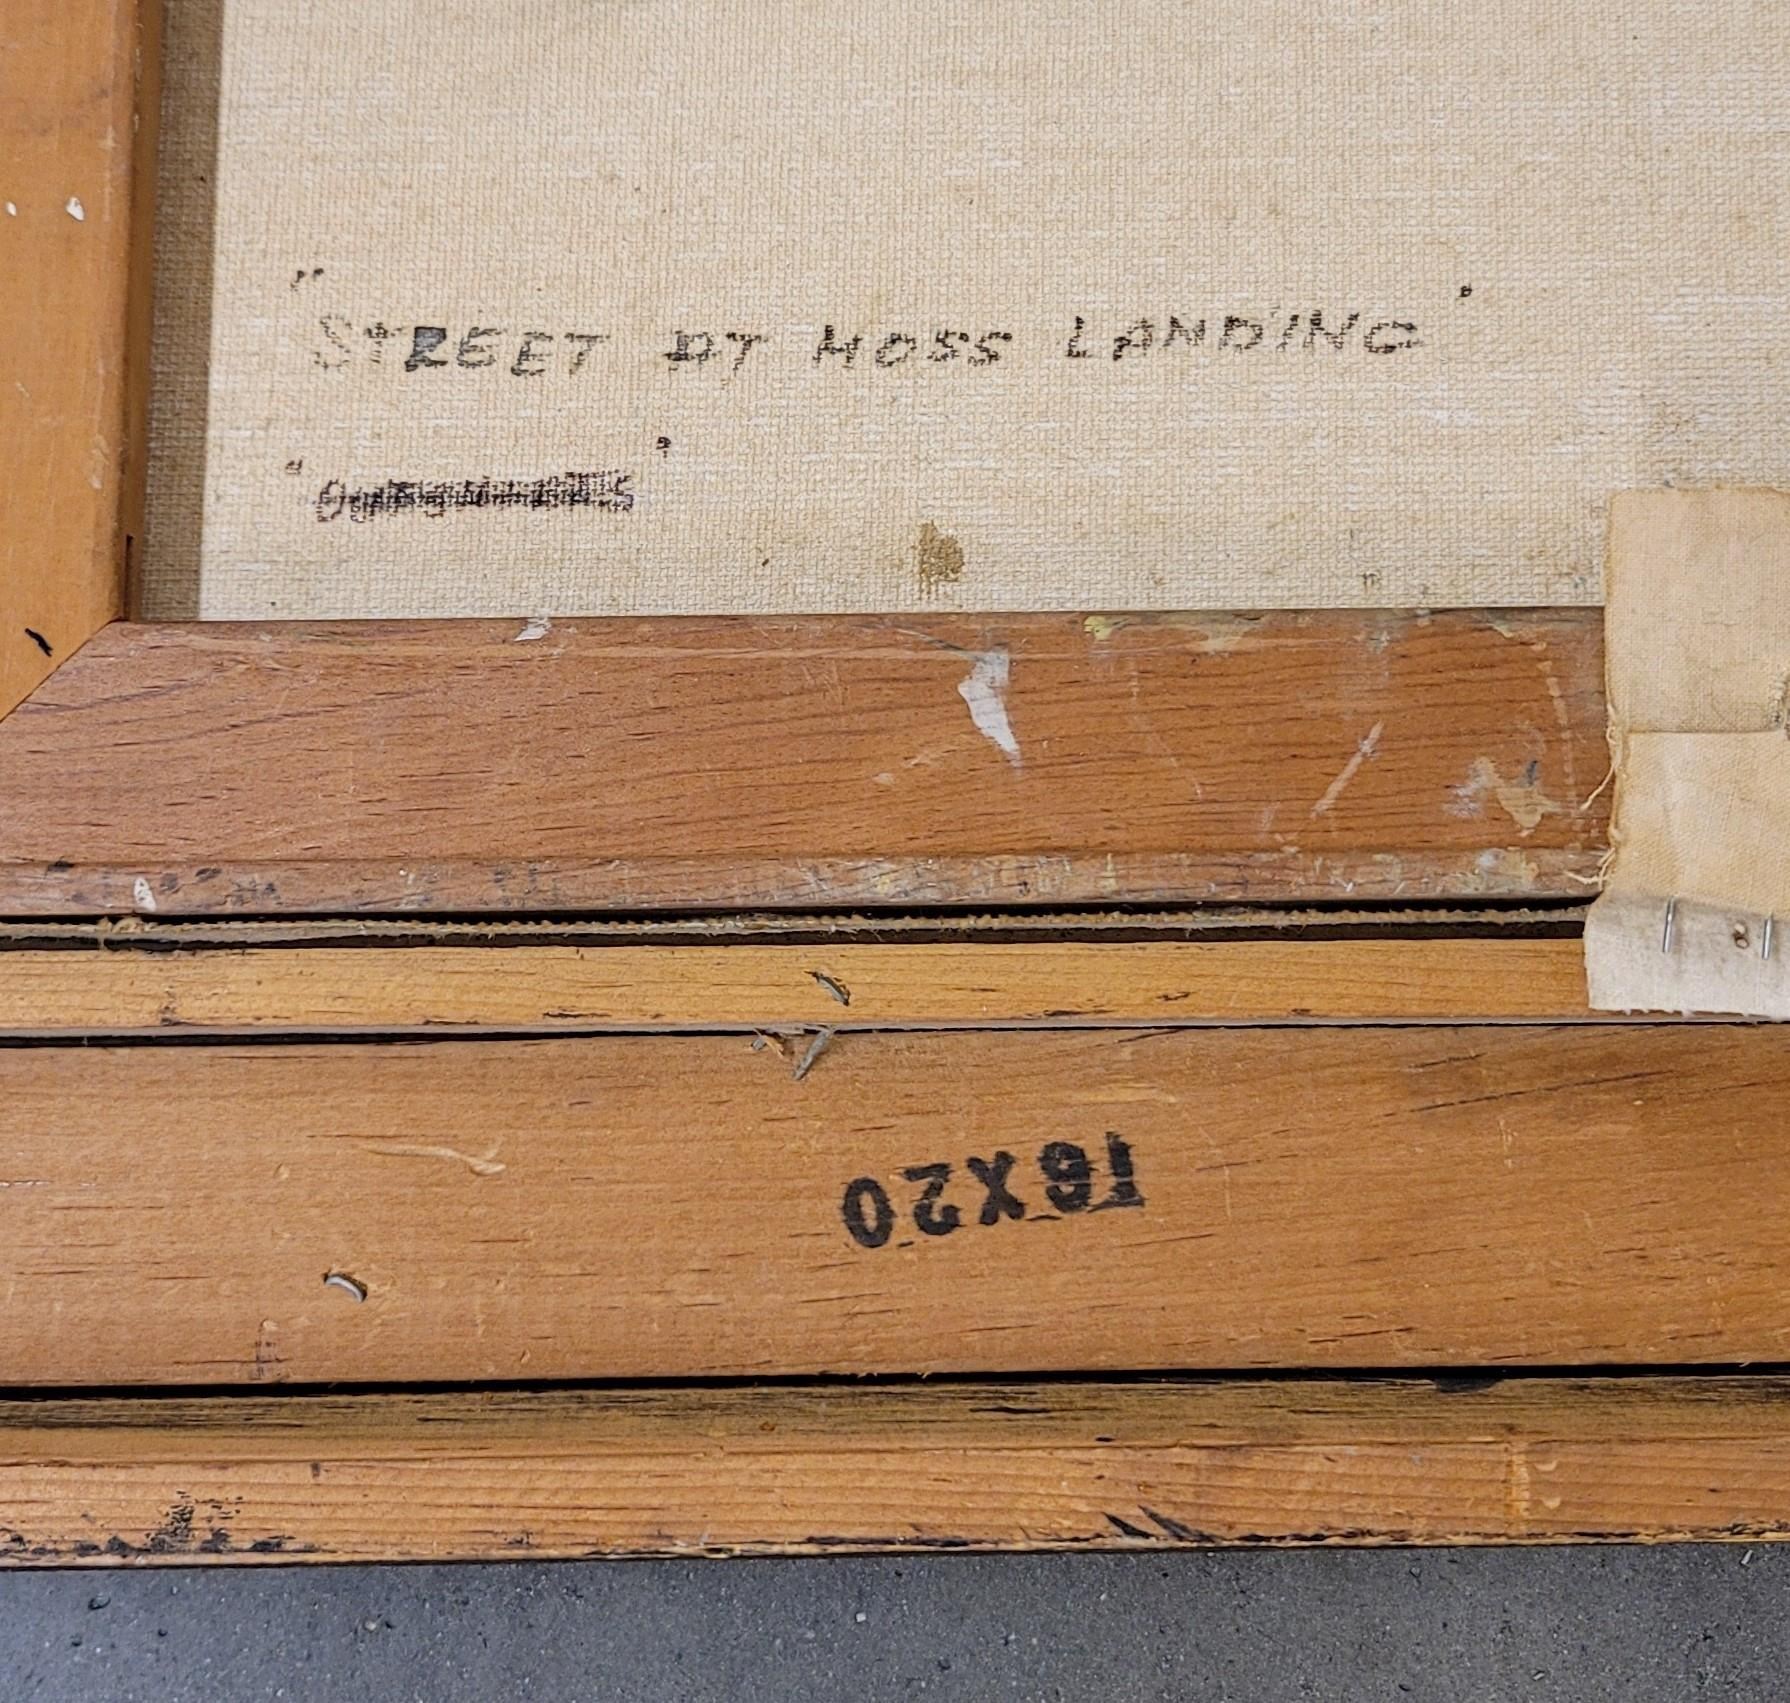 "STREET AT MOSS LANDING"
16X20